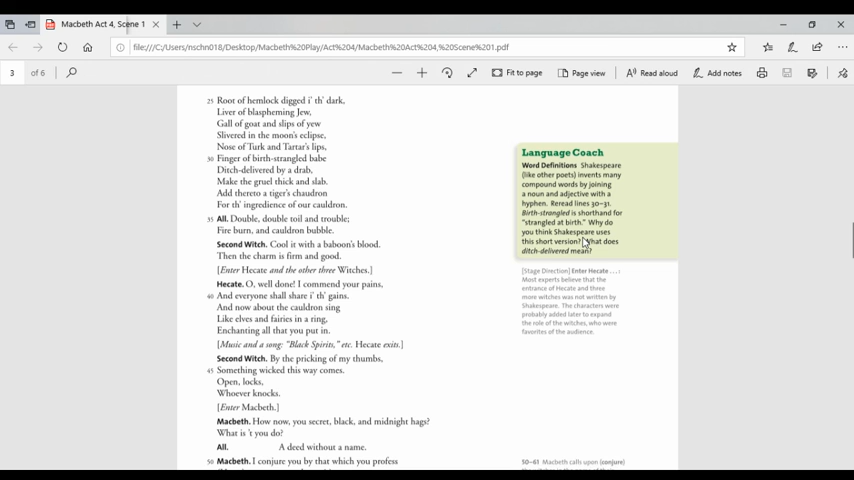 Macbeth Act 4, Scene 1
file:///C:/Users/nschn018/Desktop/Macbeth%20Play/Act%204/Macbeth%20Act%204,%20Scene%201.pdf
3 of 6
Fit to page
Page view
Read aloud
Add notes
25 Root of hemlock digged i' th' dark,
Liver of blaspheming Jew,
Gall of goat and slips of yew
Slivered in the moon's eclipse,
Nose of Turk and Tartar's lips,
30 Finger of birth-strangled babe
Ditch-delivered by a drab,
Make the gruel thick and slab.
Add thereto a tiger's chaudron
For th' ingredience of our cauldron.
35 All. Double, double toil and trouble;
Fire burn, and cauldron bubble.
Second Witch. Cool it with a baboon's blood.
Then the charm is firm and good.
[Enter Hecate and the other three Witches.]
Hecate. O, well done! I commend your pains,
40 And everyone shall share i' th' gains.
And now about the cauldron sing
Like elves and fairies in a ring,
Enchanting all that you put in.
[Music and a song: "Black Spirits," etc. Hecate exits.]
Second Witch. By the pricking of my thumbs,
45 Something wicked this way comes.
Open, locks,
Whoever knocks.
[Enter Macbeth.]
Macbeth. How now, you secret, black, and midnight hags?
What is 't you do?
All. A deed without a name.
50 Macbeth. I conjure you by that which you profess
Language Coach
Word Definitions Shakespeare
(like other poets) invents many
compound words by joining
a noun and adjective with a
hyphen. Reread lines 30–31.
Birth-strangled is shorthand for
"strangled at birth." Why do
you think Shakespeare uses
this short version? What does
ditch-delivered mean?
[Stage Direction] Enter Hecate . . . :
Most experts believe that the
entrance of Hecate and three
more witches was not written by
Shakespeare. The characters were
probably added later to expand
the role of the witches, who were
favorites of the audience.
50–61 Macbeth calls upon (conjure)